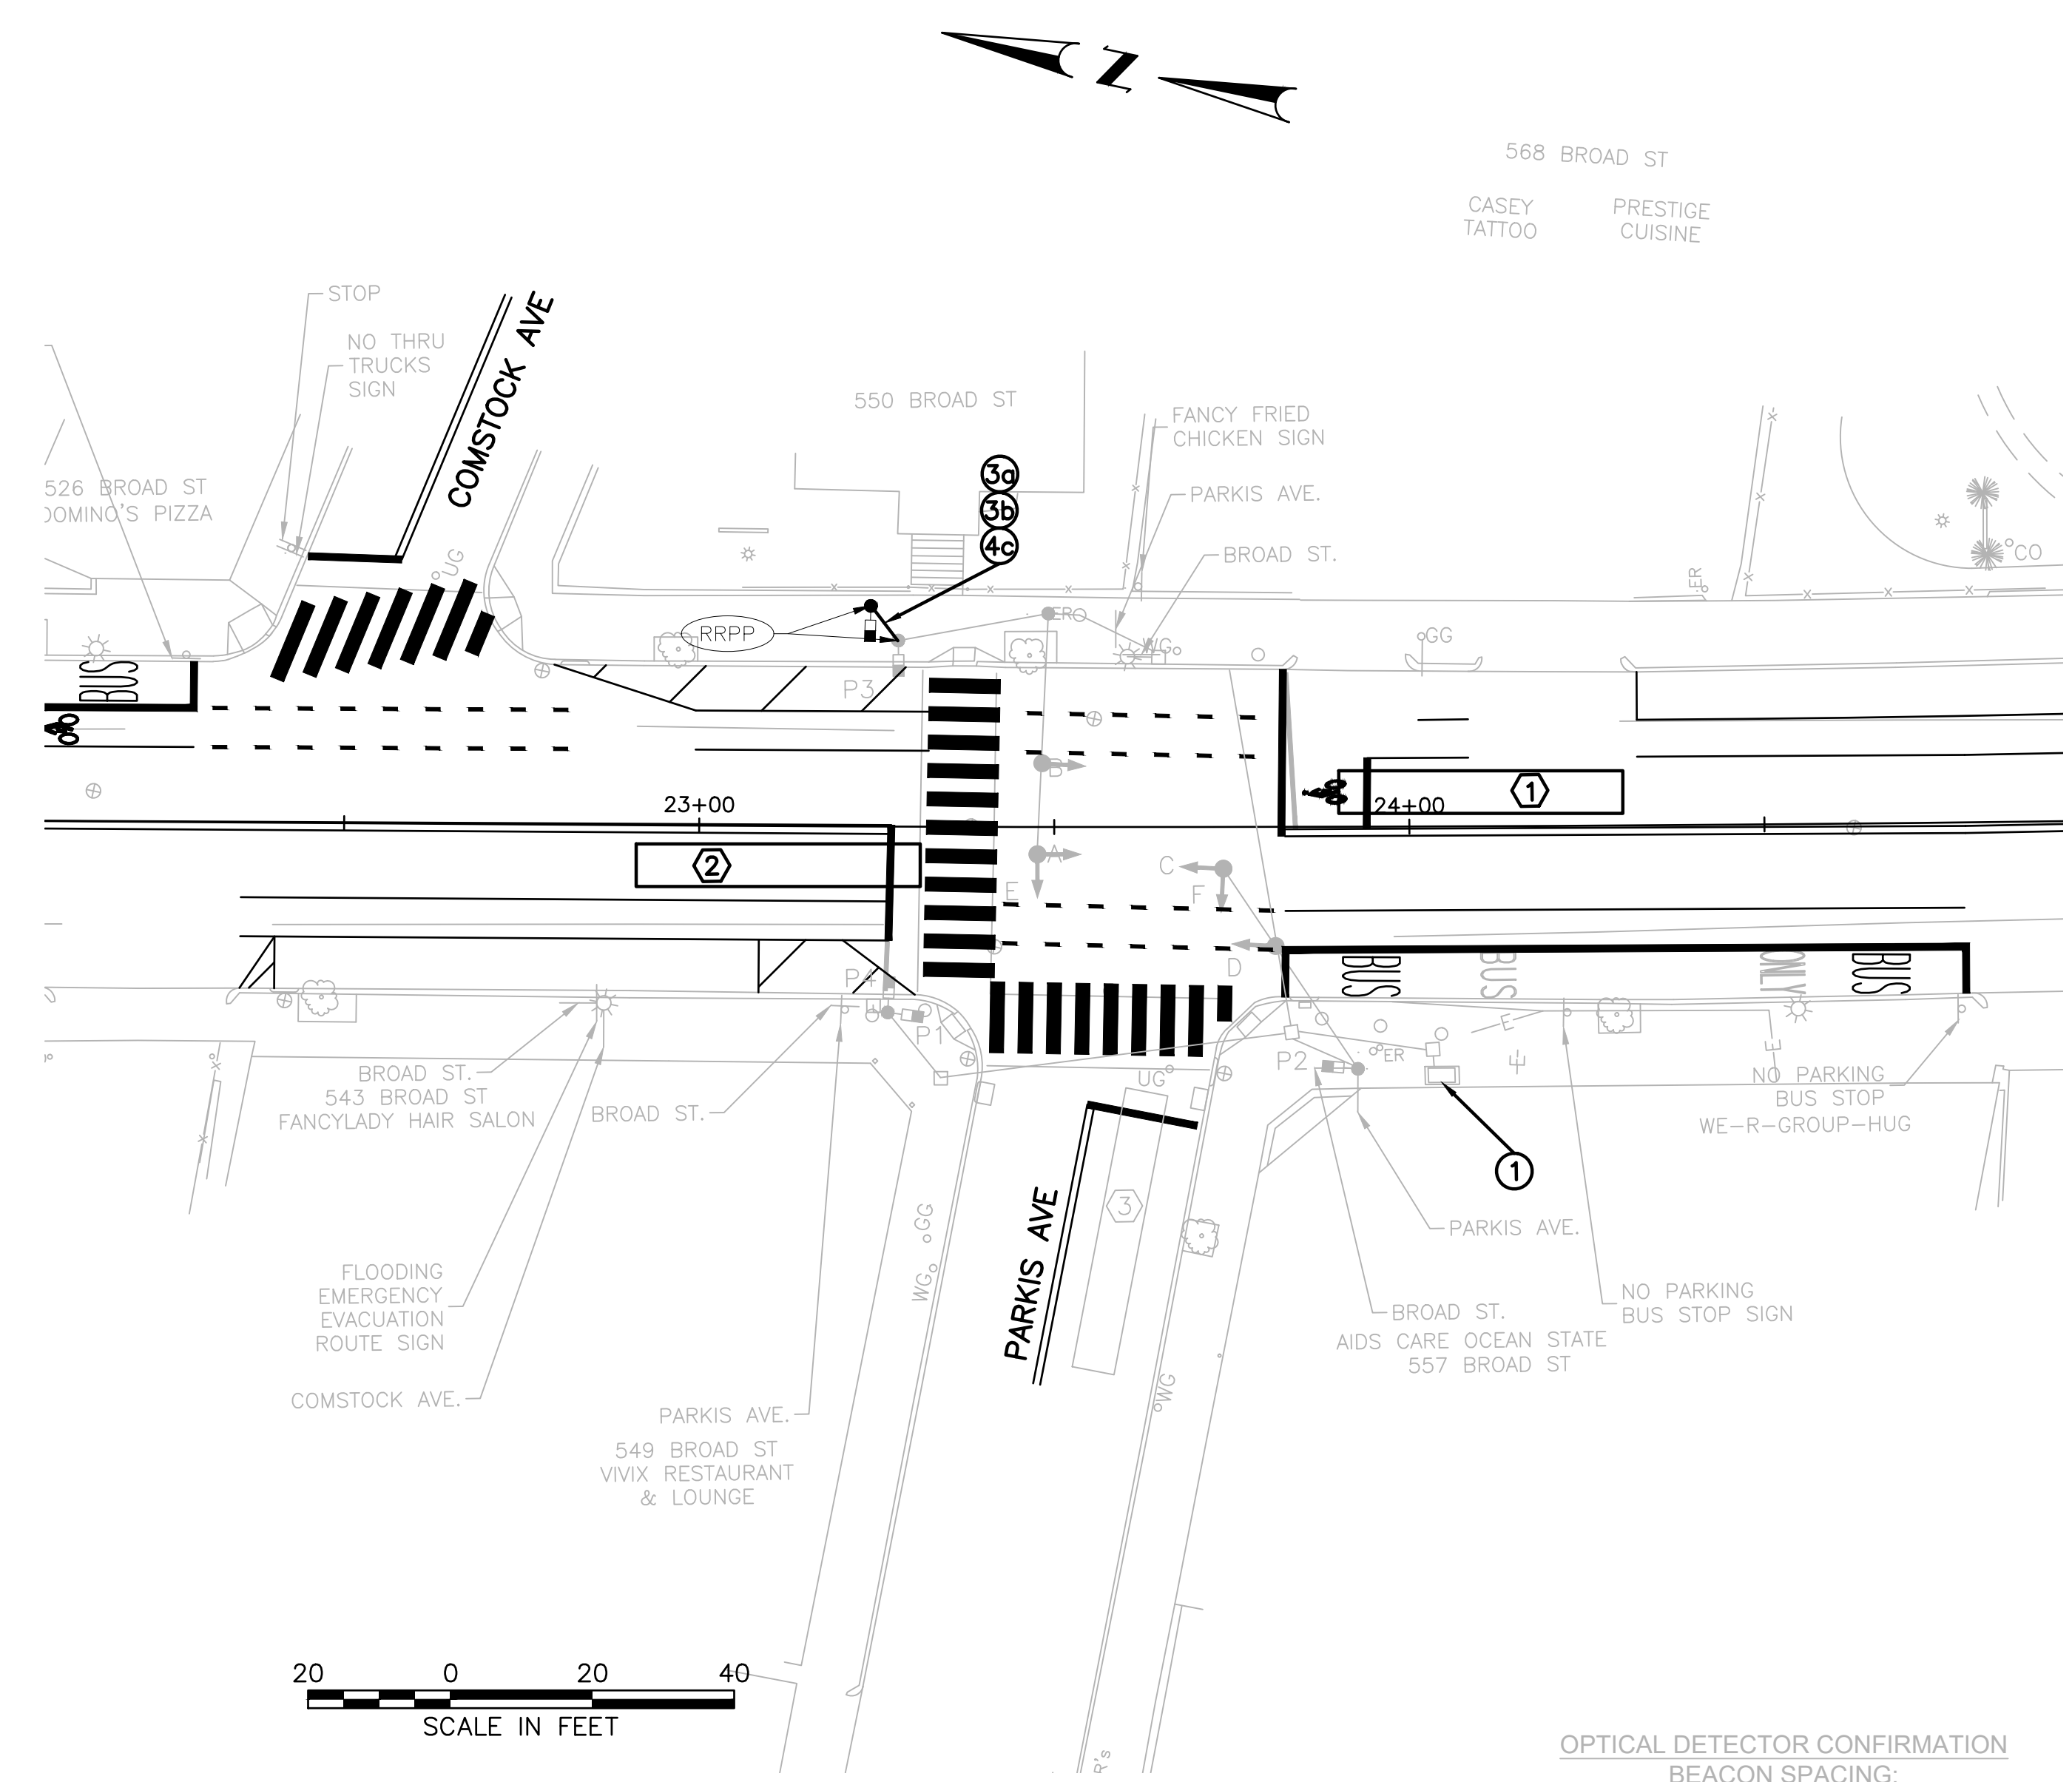 N
568 BROAD ST
CASEY
TATTOO
PRESTIGE
CUISINE
STOP
NO THRU
TRUCKS
SIGN
COMSTOCK AVE
550 BROAD ST
FANCY FRIED
CHICKEN SIGN
3a
3b
4c
PARKIS AVE.
BROAD ST.
526 BROAD ST
DOMINO'S PIZZA
UG
CO
ER
RRPP
ER
WG
GG
P3
BUS
B
23+00
1
24+00
2
A
C
E
F
D
P4
BUS
BUS
ONLY
BUS
P1
P2
ER
E
E
E
UG
BROAD ST.
543 BROAD ST
FANCYLADY HAIR SALON
BROAD ST.
NO PARKING
BUS STOP
WE-R-GROUP-HUG
1
PARKIS AVE
3
GG
WG
PARKIS AVE.
FLOODING
EMERGENCY
EVACUATION
ROUTE SIGN
NO PARKING
BUS STOP SIGN
BROAD ST.
AIDS CARE OCEAN STATE
557 BROAD ST
COMSTOCK AVE.
WG
PARKIS AVE.
549 BROAD ST
VIVIX RESTAURANT
& LOUNGE
20 0 20 40
SCALE IN FEET
R's
OPTICAL DETECTOR CONFIRMATION
BEACON SPACING: